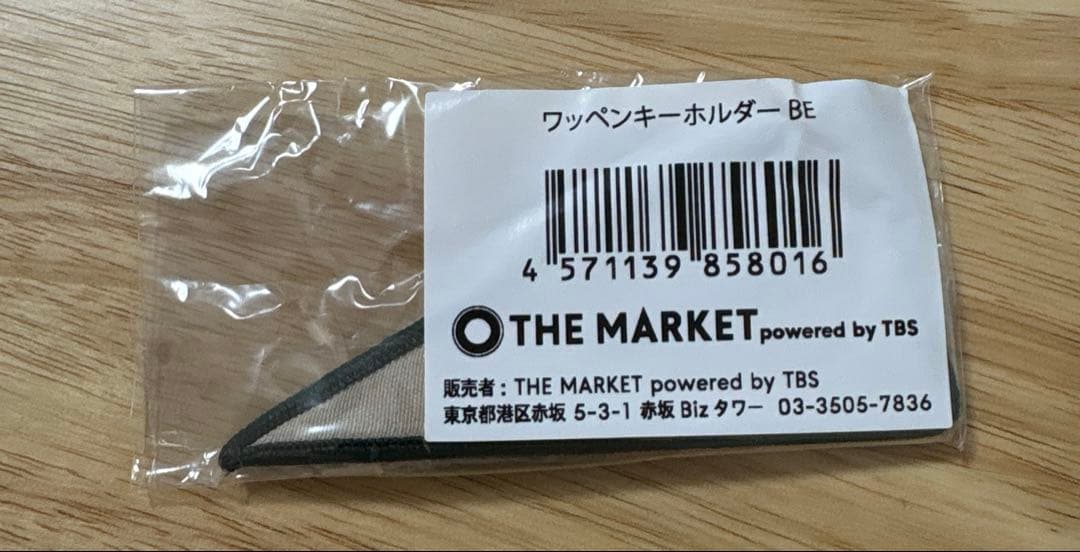 ワッペンキーホルダー BE
4 571139 858016
THE MARKET powered by TBS
販売者 : THE MARKET powered by TBS
東京都港区赤坂 5-3-1 赤坂 Biz タワー 03-3505-7836